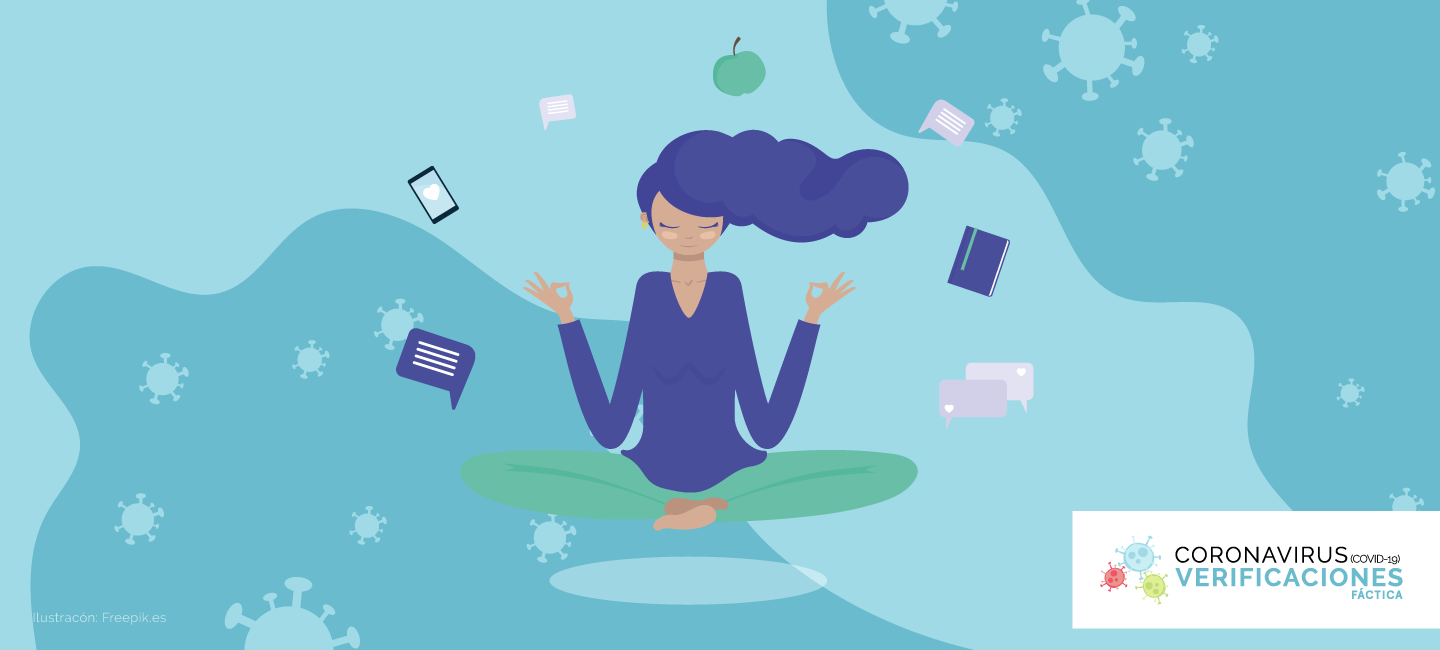 CORONAVIRUS (COVID-19)
VERIFICACIONES
FÁCTICA
Ilustracón: Freepik.es